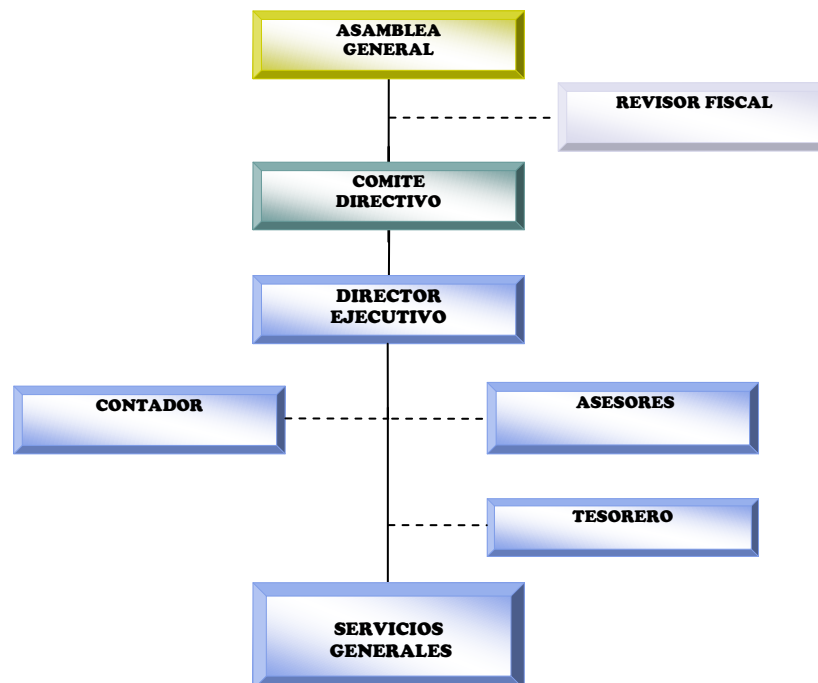 ASAMBLEA
GENERAL
REVISOR FISCAL
COMITE
DIRECTIVO
DIRECTOR
EJECUTIVO
CONTADOR
ASESORES
TESORERO
SERVICIOS
GENERALES